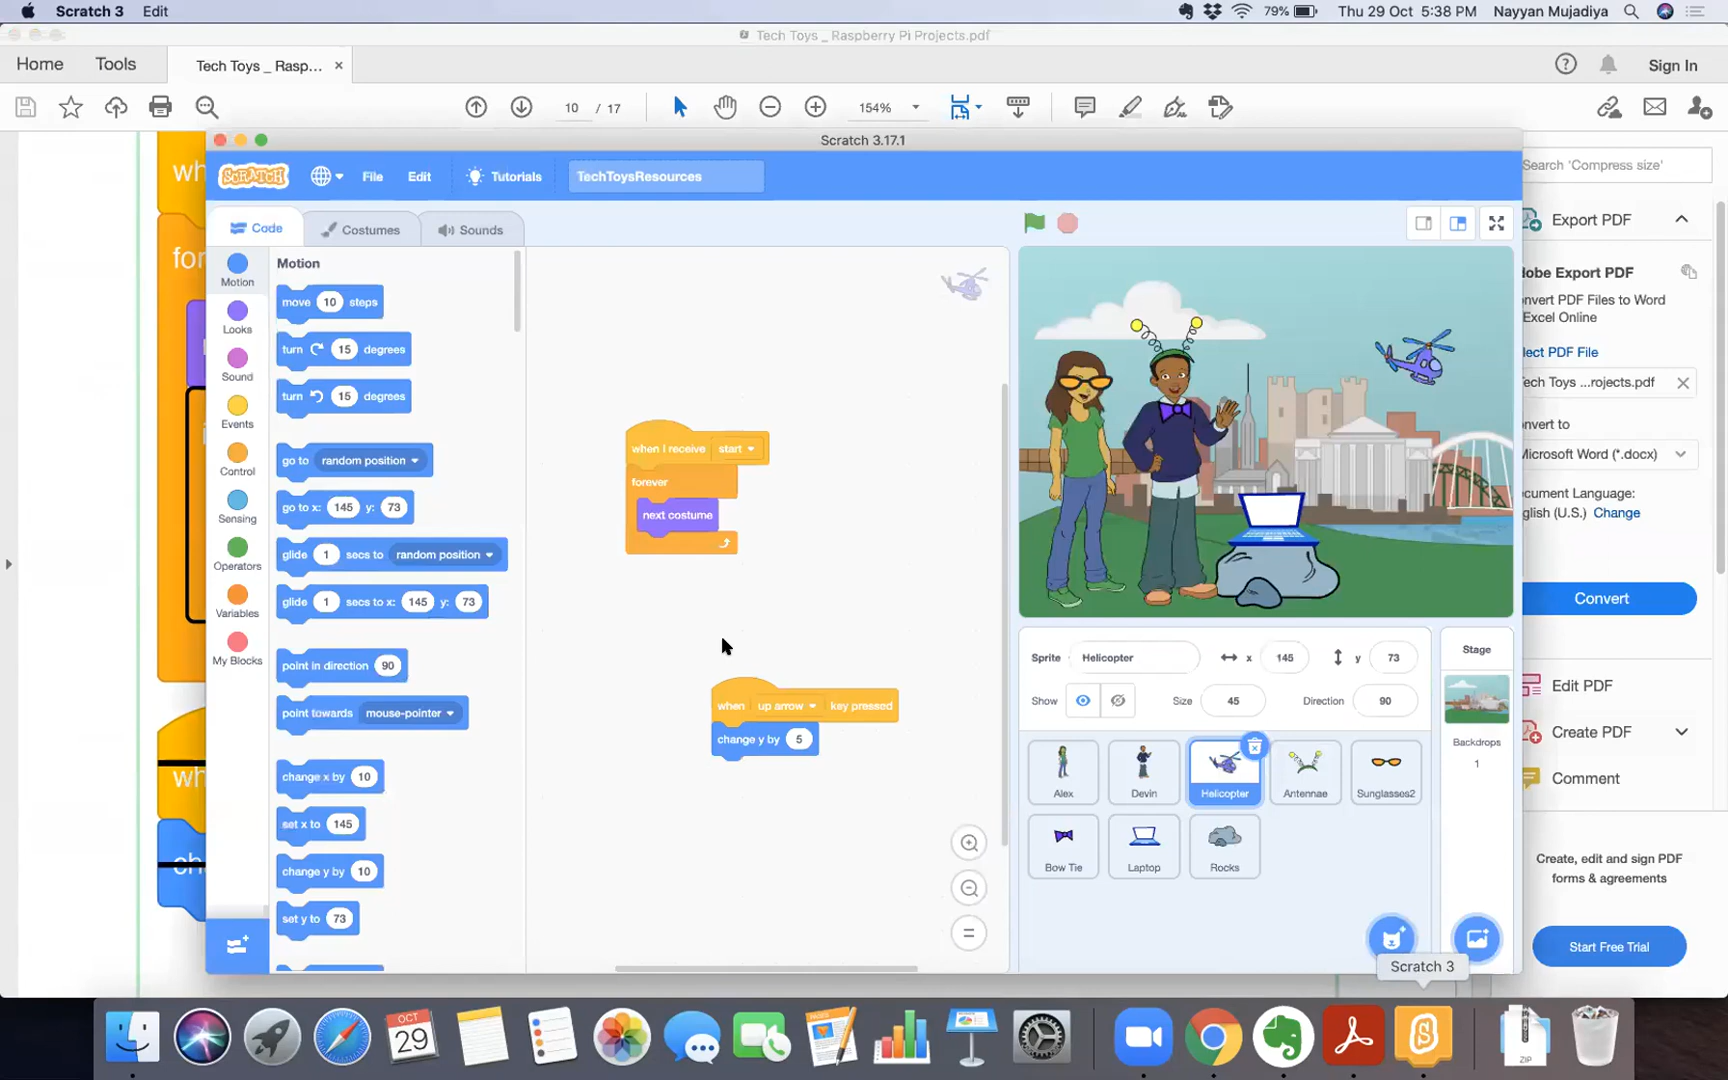 Scratch 3 Edit 79% Thu 29 Oct 5:38 PM Nayyan Mujadiya
Tech Toys _ Raspberry Pi Projects.pdf
Home Tools Tech Toys _ Rasp... × Sign In
10 / 17 154%
Scratch 3.17.1
SCRATCH File Edit Tutorials TechToysResources
Search 'Compress size'
Code Costumes Sounds
Export PDF
Motion
Looks
Sound
Events
Control
Sensing
Operators
Variables
My Blocks
Motion
move 10 steps
turn 15 degrees
turn 15 degrees
go to random position
go to x: 145 y: 73
glide 1 secs to random position
glide 1 secs to x: 145 y: 73
point in direction 90
point towards mouse-pointer
change x by 10
set x to 145
change y by 10
set y to 73
when I receive start
forever
next costume
when up arrow key pressed
change y by 5
Sprite Helicopter x 145 y 73
Show Size 45 Direction 90
Alex Devin Helicopter Antennae Sunglasses2
Bow Tie Laptop Rocks
Stage
Backdrops
1
Scratch 3
dobe Export PDF
onvert PDF Files to Word
Excel Online
lect PDF File
Tech Toys ...rojects.pdf
nvert to
Microsoft Word (*.docx)
ocument Language:
nglish (U.S.) Change
Convert
Edit PDF
Create PDF
Comment
Create, edit and sign PDF
forms & agreements
Start Free Trial
OCT
29
ZIP